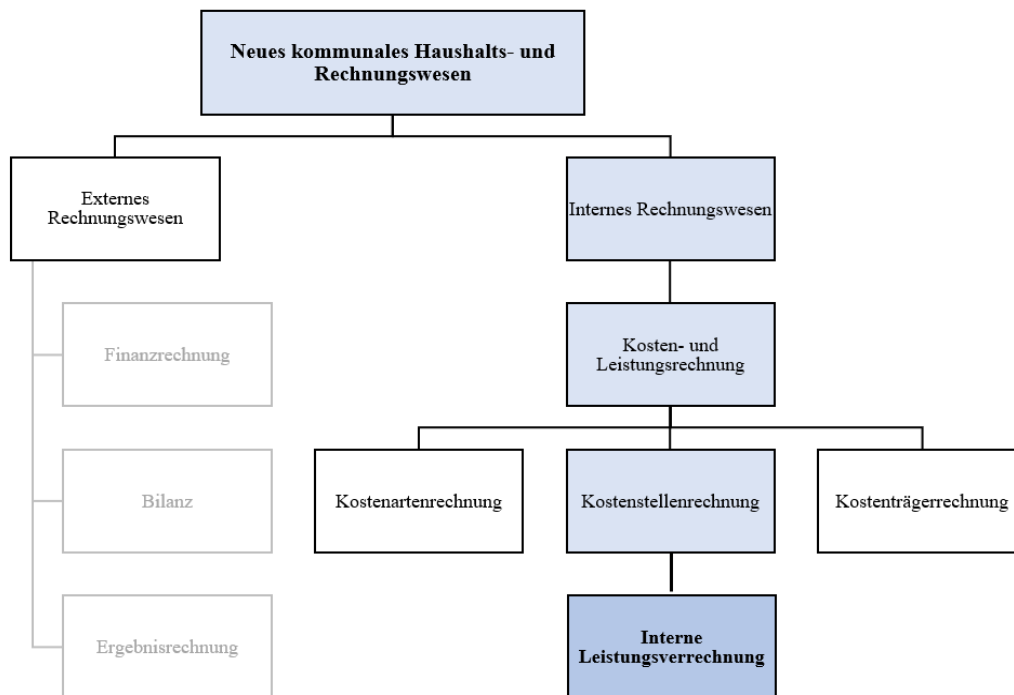 Neues kommunales Haushalts- und
Rechnungswesen
Externes
Rechnungswesen
Internes Rechnungswesen
Finanzrechnung
Kosten- und
Leistungsrechnung
Bilanz
Kostenartenrechnung
Kostenstellenrechnung
Kostenträgerrechnung
Ergebnisrechnung
Interne
Leistungsverrechnung